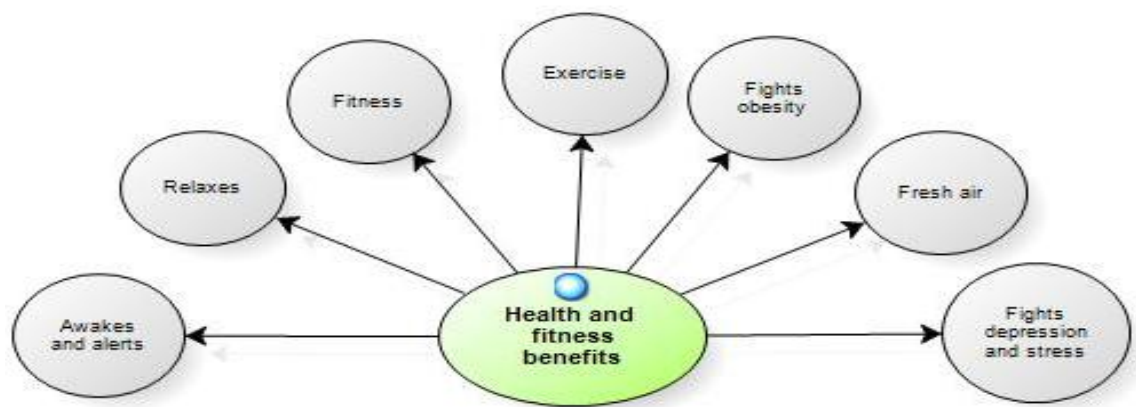 Exercise
Fights
obesity
Fitness
Relaxes
Fresh air
Awakes
and alerts
Health and
fitness
benefits
Fights
depression
and stress